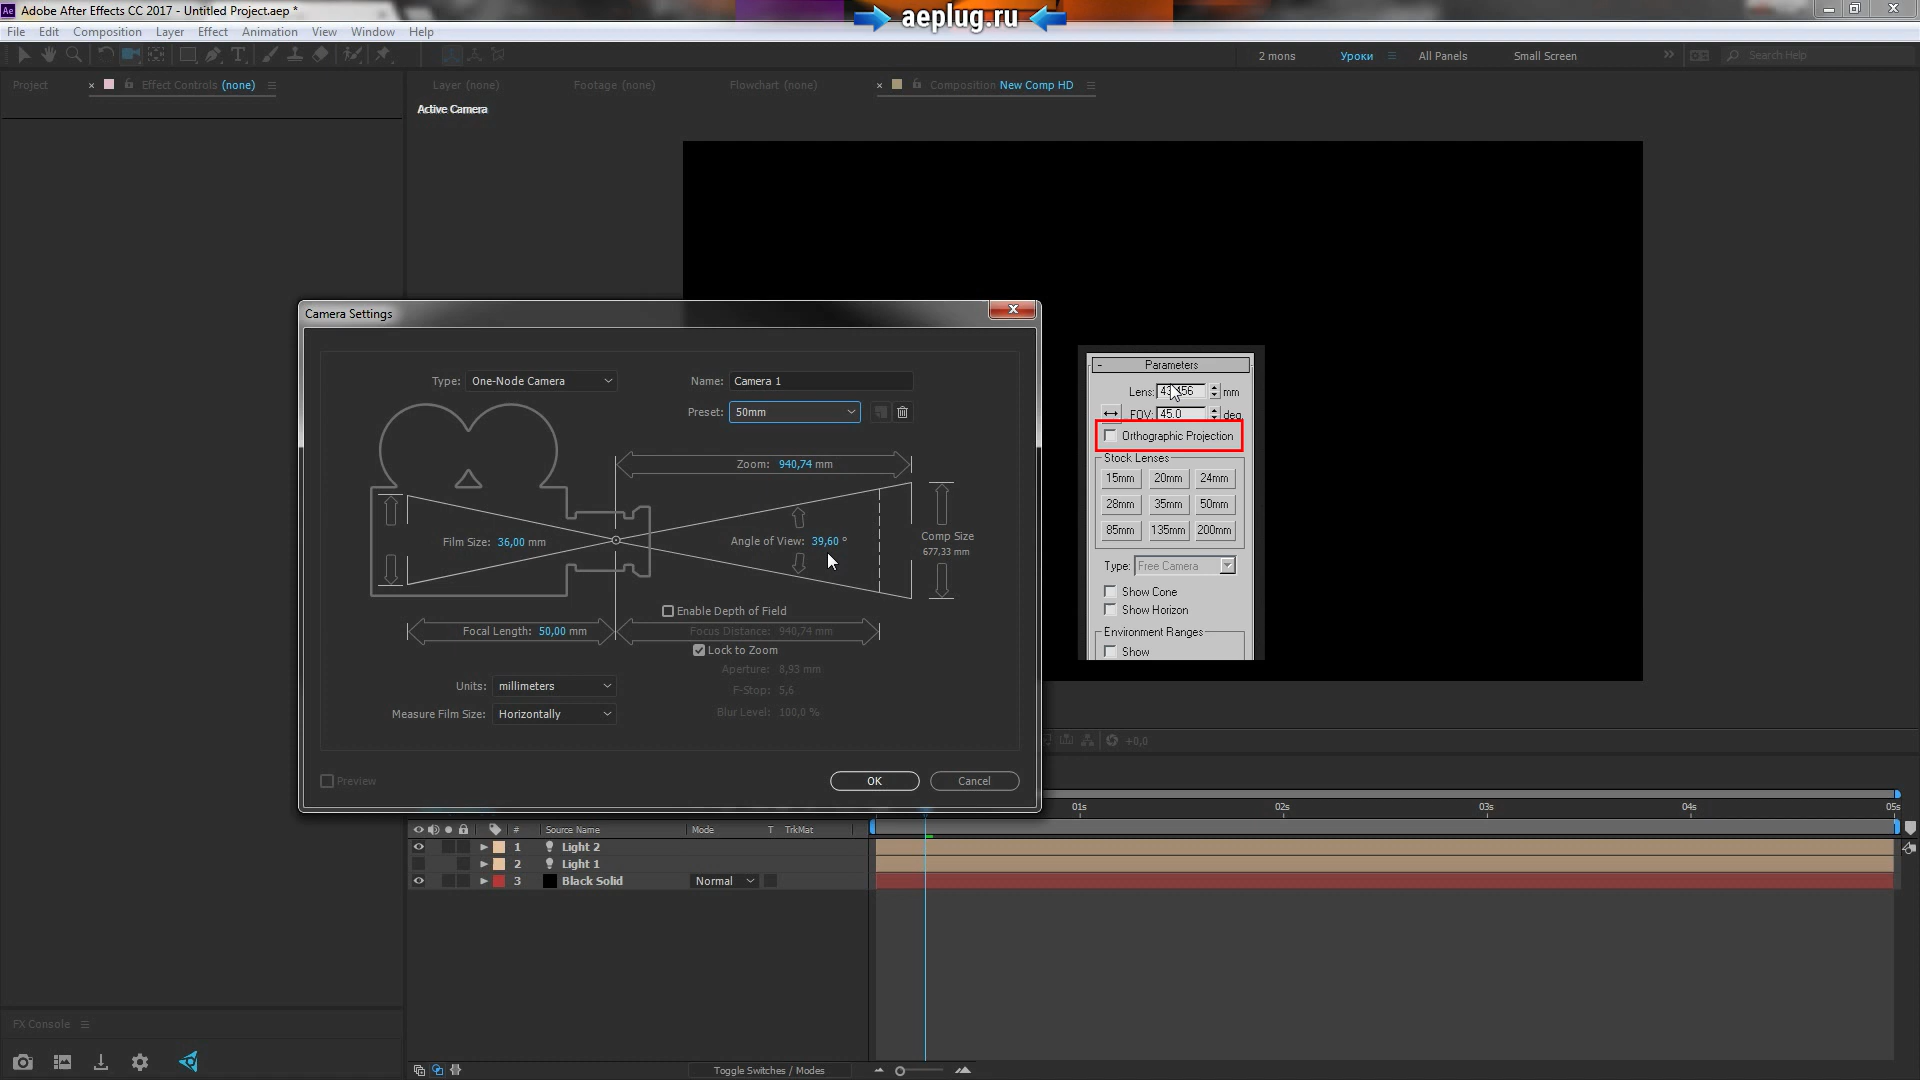 Ae Adobe After Effects CC 2017 - Untitled Project.aep *
aeplug.ru
File Edit Composition Layer Effect Animation View Window Help
2 mons Уроки All Panels Small Screen Search Help
Project Effect Controls (none) Layer (none) Footage (none) Flowchart (none) Composition New Comp HD
Active Camera
Camera Settings
Type: One-Node Camera Name: Camera 1
Preset: 50mm
Zoom: 940,74 mm
Film Size: 36,00 mm Angle of View: 39,60 °
Comp Size
677,33 mm
Enable Depth of Field
Focal Length: 50,00 mm Focus Distance: 940,74 mm
Lock to Zoom
Aperture: 8,93 mm
F-Stop: 5,6
Blur Level: 100,0 %
Units: millimeters
Measure Film Size: Horizontally
Preview OK Cancel
Parameters
Lens: mm
FOV: 45.0 deg.
Orthographic Projection
Stock Lenses
15mm 20mm 24mm
28mm 35mm 50mm
85mm 135mm 200mm
Type: Free Camera
Show Cone
Show Horizon
Environment Ranges
Show
+0,0
01s 02s 03s 04s 05s
# Source Name Mode T TrkMat
1 Light 2
2 Light 1
3 Black Solid Normal
FX Console
Toggle Switches / Modes